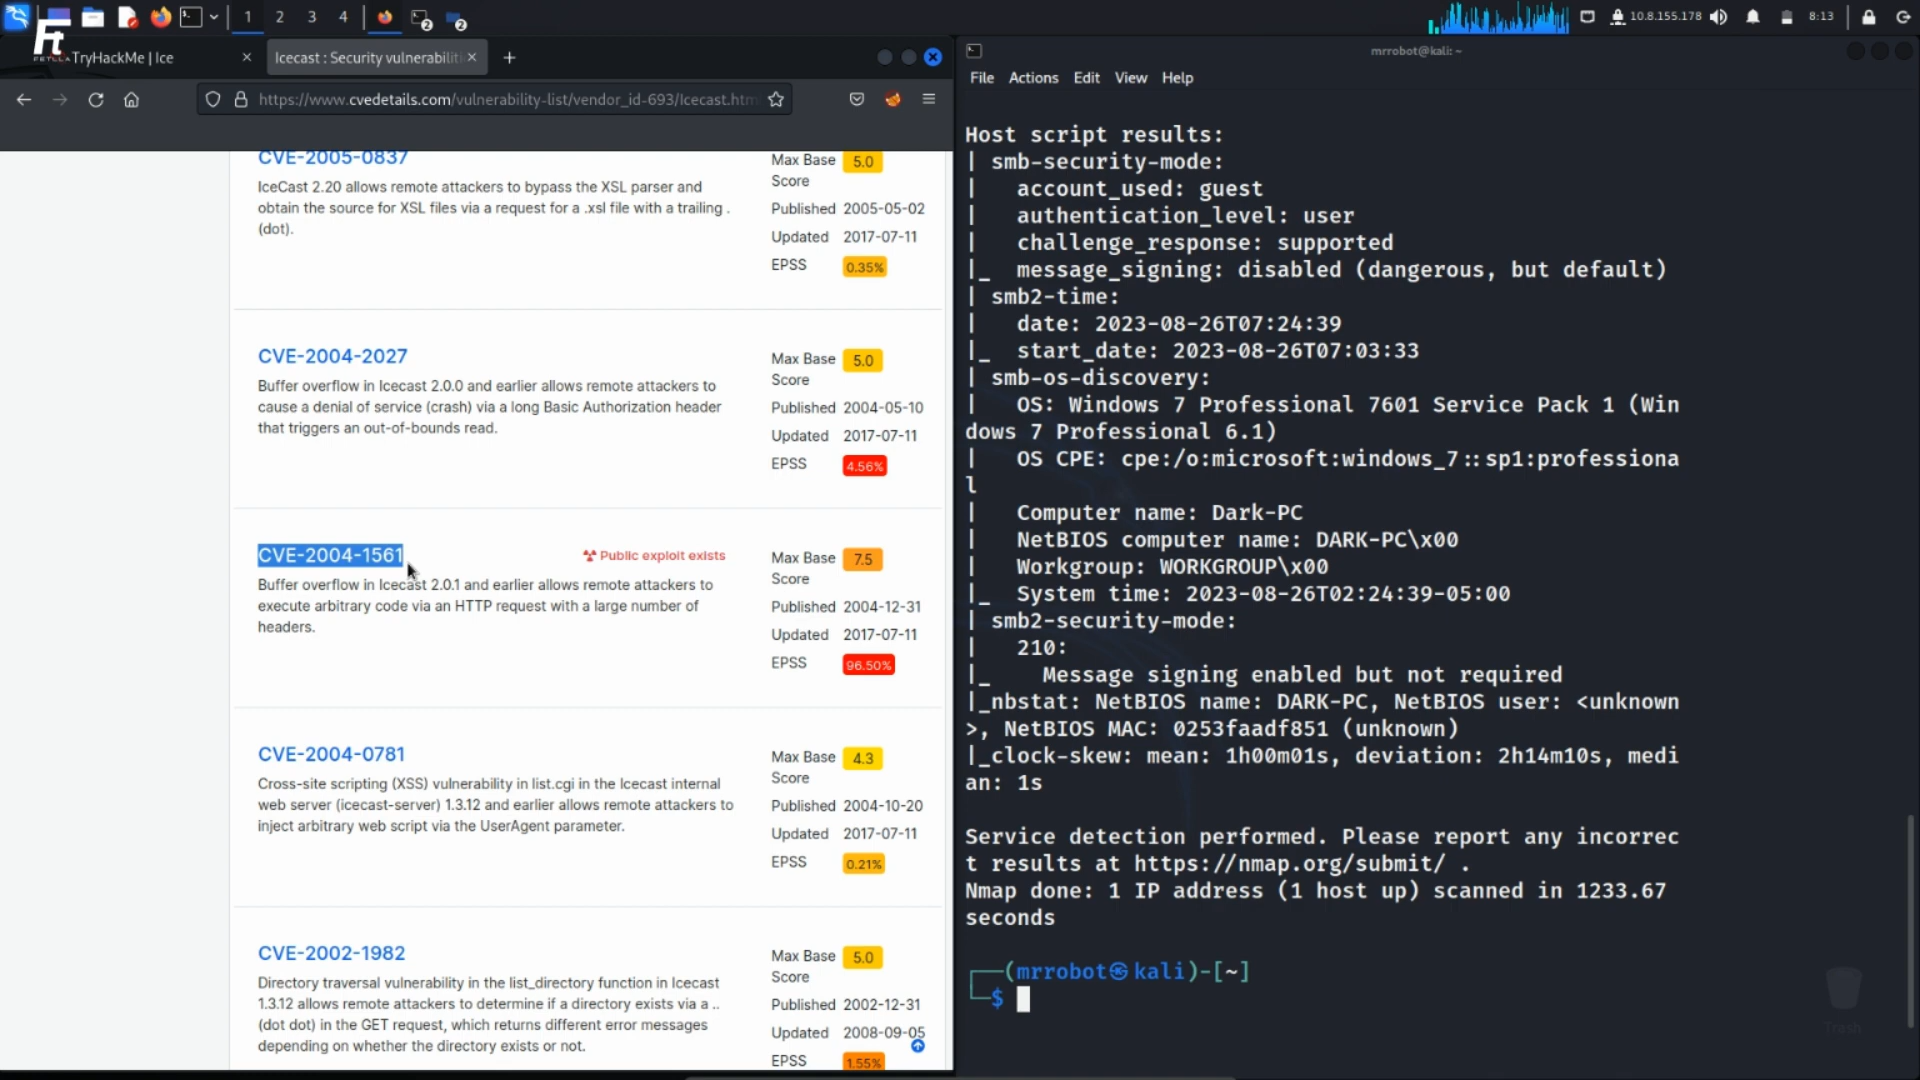 1 2 3 4
2
2
10.8.155.178
8:13
Ft
FETLLA
TryHackMe | Ice
Icecast : Security vulnerabiliti
https://www.cvedetails.com/vulnerability-list/vendor_id-693/Icecast.htm
CVE-2005-0837
IceCast 2.20 allows remote attackers to bypass the XSL parser and
obtain the source for XSL files via a request for a .xsl file with a trailing .
(dot).
Max Base
Score
5.0
Published 2005-05-02
Updated 2017-07-11
EPSS 0.35%
CVE-2004-2027
Buffer overflow in Icecast 2.0.0 and earlier allows remote attackers to
cause a denial of service (crash) via a long Basic Authorization header
that triggers an out-of-bounds read.
Max Base
Score
5.0
Published 2004-05-10
Updated 2017-07-11
EPSS 4.56%
CVE-2004-1561
Public exploit exists
Buffer overflow in Icecast 2.0.1 and earlier allows remote attackers to
execute arbitrary code via an HTTP request with a large number of
headers.
Max Base
Score
7.5
Published 2004-12-31
Updated 2017-07-11
EPSS 96.50%
CVE-2004-0781
Cross-site scripting (XSS) vulnerability in list.cgi in the Icecast internal
web server (icecast-server) 1.3.12 and earlier allows remote attackers to
inject arbitrary web script via the UserAgent parameter.
Max Base
Score
4.3
Published 2004-10-20
Updated 2017-07-11
EPSS 0.21%
CVE-2002-1982
Directory traversal vulnerability in the list_directory function in Icecast
1.3.12 allows remote attackers to determine if a directory exists via a ..
(dot dot) in the GET request, which returns different error messages
depending on whether the directory exists or not.
Max Base
Score
5.0
Published 2002-12-31
Updated 2008-09-05
EPSS 1.55%
mrrobot@kali: ~
File Actions Edit View Help
Host script results:
| smb-security-mode:
|   account_used: guest
|   authentication_level: user
|   challenge_response: supported
|_  message_signing: disabled (dangerous, but default)
| smb2-time:
|   date: 2023-08-26T07:24:39
|_  start_date: 2023-08-26T07:03:33
| smb-os-discovery:
|   OS: Windows 7 Professional 7601 Service Pack 1 (Win
dows 7 Professional 6.1)
|   OS CPE: cpe:/o:microsoft:windows_7::sp1:professiona
l
|   Computer name: Dark-PC
|   NetBIOS computer name: DARK-PC\x00
|   Workgroup: WORKGROUP\x00
|_  System time: 2023-08-26T02:24:39-05:00
| smb2-security-mode:
|   210:
|_    Message signing enabled but not required
|_nbstat: NetBIOS name: DARK-PC, NetBIOS user: <unknown
>, NetBIOS MAC: 0253faadf851 (unknown)
|_clock-skew: mean: 1h00m01s, deviation: 2h14m10s, medi
an: 1s
Service detection performed. Please report any incorrec
t results at https://nmap.org/submit/ .
Nmap done: 1 IP address (1 host up) scanned in 1233.67
seconds
┌──(mrrobot㉿kali)-[~]
└─$
Trash